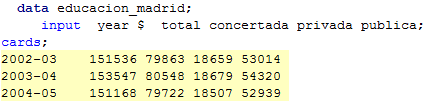 data educacion_madrid;
input year $ total concertada privada publica;
cards;
2002-03 151536 79863 18659 53014
2003-04 153547 80548 18679 54320
2004-05 151168 79722 18507 52939